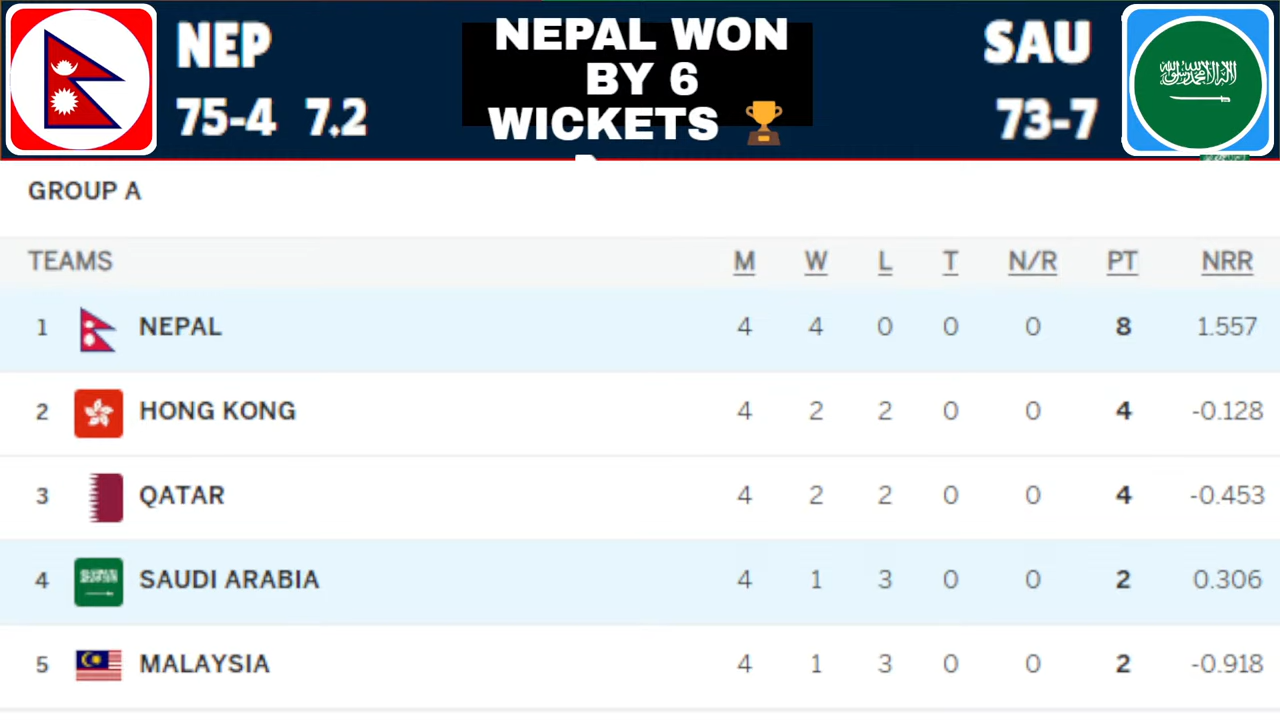 NEP
75-4 7.2
NEPAL WON
BY 6
WICKETS
SAU
73-7
GROUP A
TEAMS M W L T N/R PT NRR
1 NEPAL 4 4 0 0 0 8 1.557
2 HONG KONG 4 2 2 0 0 4 -0.128
3 QATAR 4 2 2 0 0 4 -0.453
4 SAUDI ARABIA 4 1 3 0 0 2 0.306
5 MALAYSIA 4 1 3 0 0 2 -0.918